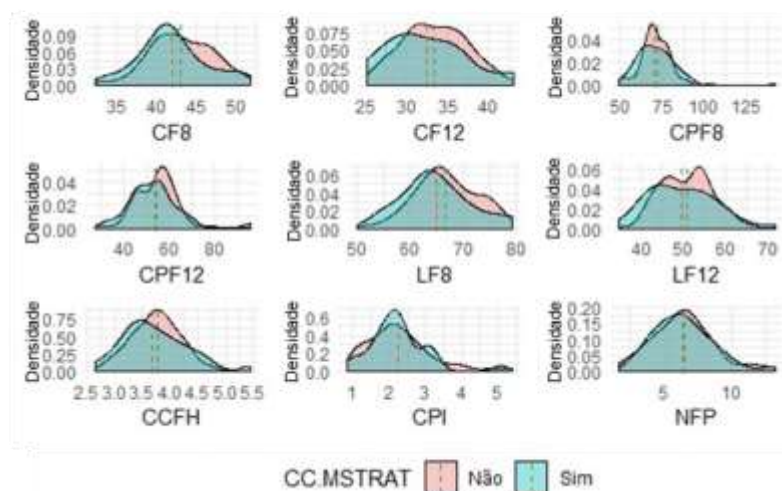 Densidade
0.09
0.06
0.03
0.00
35 40 45 50
CF8
Densidade
0.075
0.050
0.025
0.000
25 30 35 40
CF12
Densidade
0.04
0.02
0.00
50 75 100 125
CPF8
Densidade
0.04
0.02
0.00
40 60 80
CPF12
Densidade
0.06
0.04
0.02
0.00
50 60 70 80
LF8
Densidade
0.06
0.04
0.02
0.00
40 50 60 70
LF12
Densidade
0.75
0.50
0.25
0.00
2.5 3.0 3.5 4.0 4.5 5.0 5.5
CCFH
Densidade
0.6
0.4
0.2
0.0
1 2 3 4 5
CPI
Densidade
0.20
0.15
0.10
0.05
0.00
5 10
NFP
CC.MSTRAT Não Sim